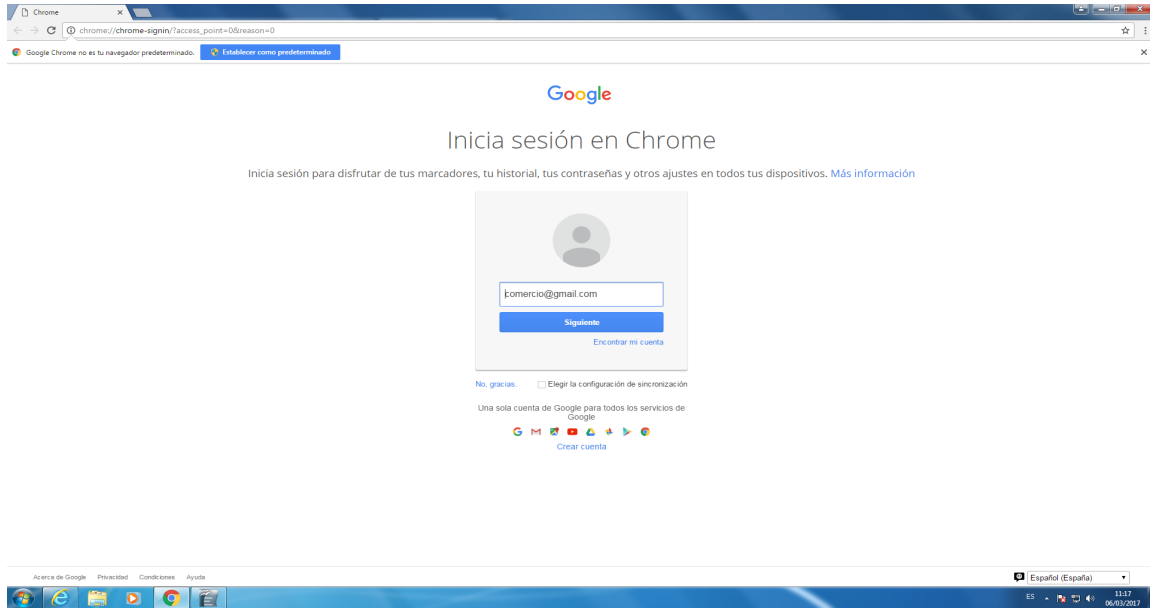 Chrome
chrome://chrome-signin/?access_point=0&reason=0
Google Chrome no es tu navegador predeterminado. Establecer como predeterminado
Google
Inicia sesión en Chrome
Inicia sesión para disfrutar de tus marcadores, tu historial, tus contraseñas y otros ajustes en todos tus dispositivos. Más información
comercio@gmail.com
Siguiente
Encontrar mi cuenta
No, gracias. Elegir la configuración de sincronización
Una sola cuenta de Google para todos los servicios de
Google
Crear cuenta
Acerca de Google Privacidad Condiciones Ayuda Español (España)
ES 11:17
06/03/2017